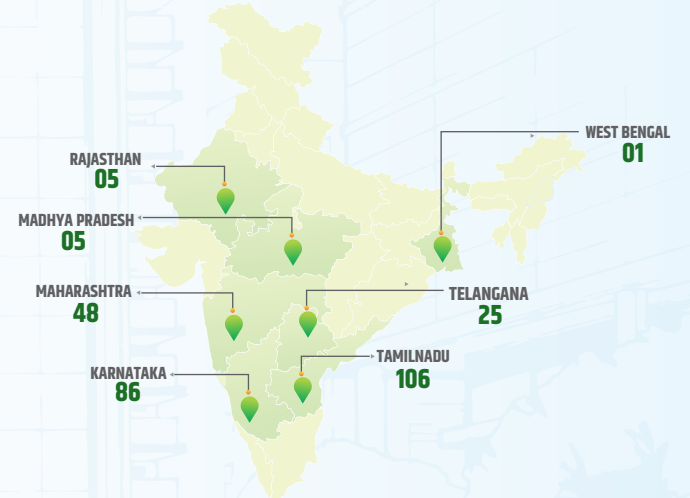 WEST BENGAL
01
RAJASTHAN
05
MADHYA PRADESH
05
MAHARASHTRA
48
TELANGANA
25
TAMILNADU
106
KARNATAKA
86